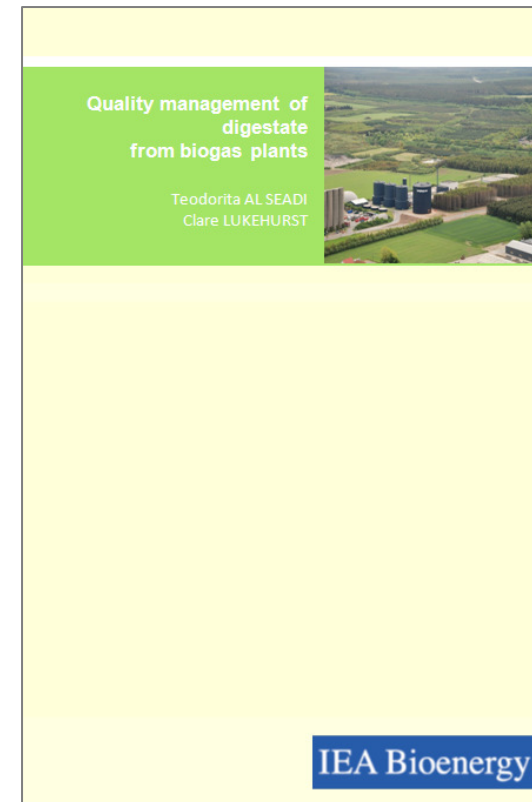 Quality management of
digestate
from biogas plants
Teodorita AL SEADI
Clare LUKEHURST
IEA Bioenergy